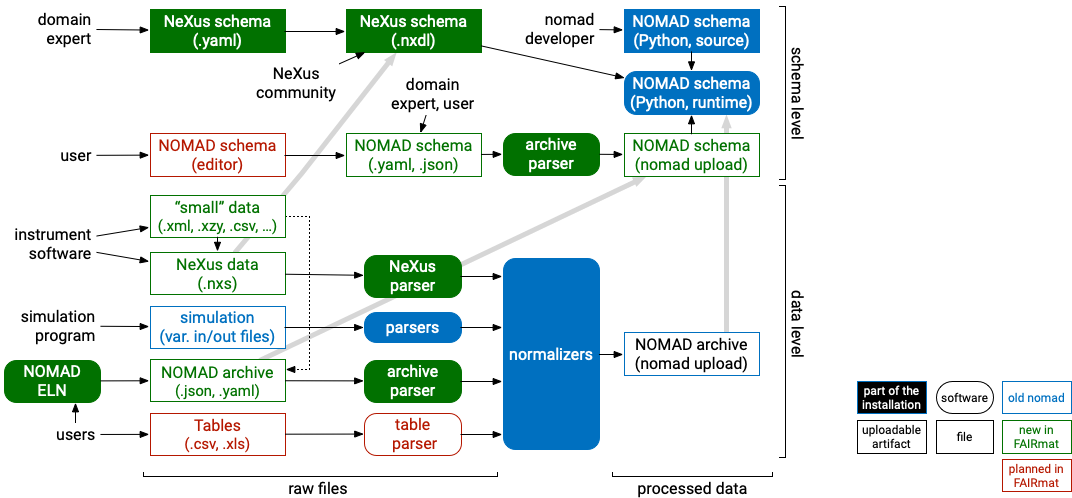 domain
expert
NeXus schema
(.yaml)
NeXus schema
(.nxdl)
nomad
developer
NOMAD schema
(Python, source)
NeXus
community
domain
expert, user
NOMAD schema
(Python, runtime)
schema level
user
NOMAD schema
(editor)
NOMAD schema
(.yaml, .json)
archive
parser
NOMAD schema
(nomad upload)
“small” data
(.xml, .xzy, .csv, ...)
instrument
software
NeXus data
(.nxs)
NeXus
parser
simulation
program
simulation
(var. in/out files)
parsers
normalizers
NOMAD archive
(nomad upload)
data level
NOMAD
ELN
NOMAD archive
(.json, .yaml)
archive
parser
users
Tables
(.csv, .xls)
table
parser
raw files
processed data
part of the
installation
software
old nomad
uploadable
artifact
file
new in
FAIRmat
planned in
FAIRmat